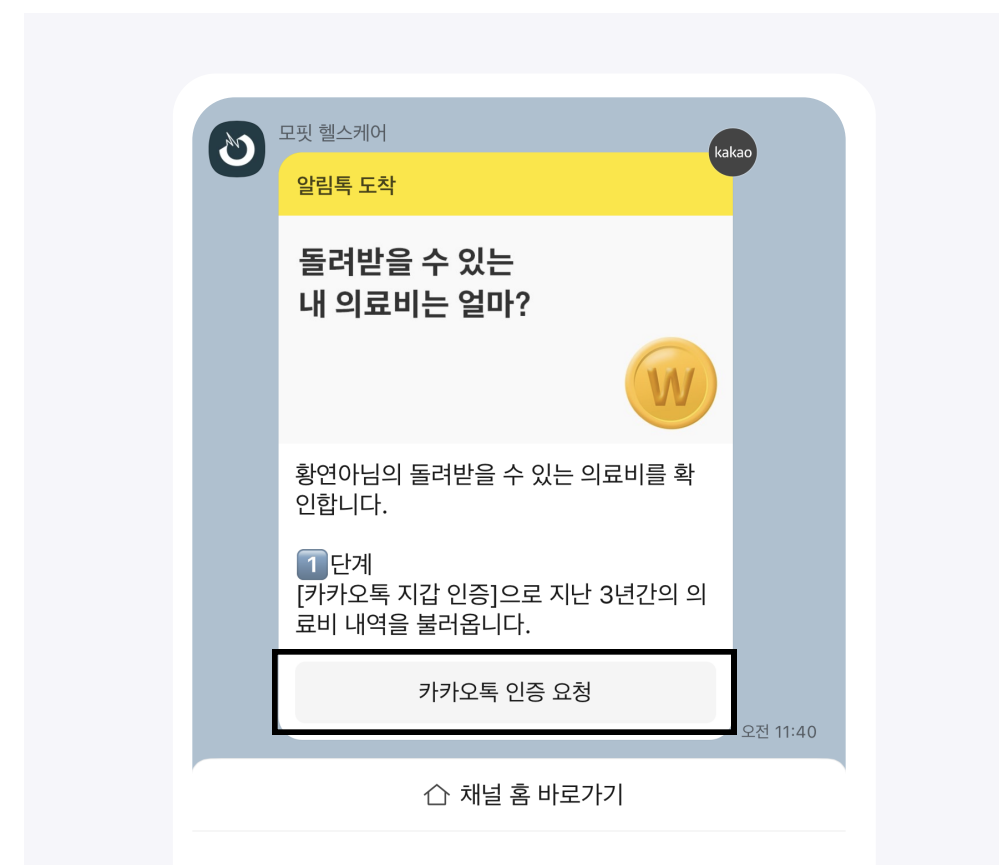 모핏 헬스케어
kakao
알림톡 도착
돌려받을 수 있는
내 의료비는 얼마?
W
황연아님의 돌려받을 수 있는 의료비를 확
인합니다.
1단계
[카카오톡 지갑 인증]으로 지난 3년간의 의
료비 내역을 불러옵니다.
카카오톡 인증 요청
오전 11:40
채널 홈 바로가기